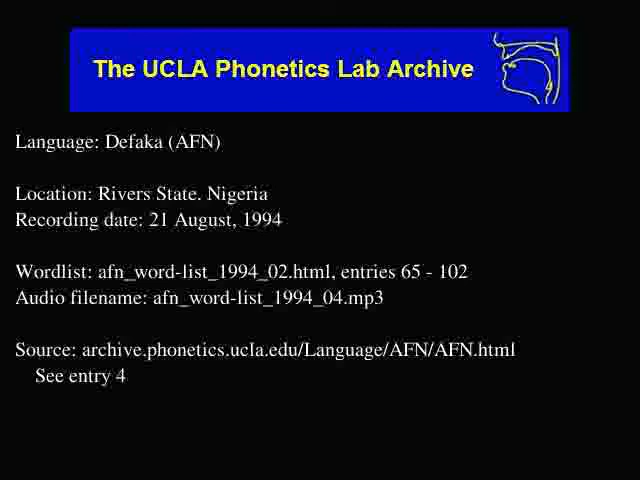 The UCLA Phonetics Lab Archive
Language: Defaka (AFN)
Location: Rivers State. Nigeria
Recording date: 21 August, 1994
Wordlist: afn_word-list_1994_02.html, entries 65 - 102
Audio filename: afn_word-list_1994_04.mp3
Source: archive.phonetics.ucla.edu/Language/AFN/AFN.html
See entry 4